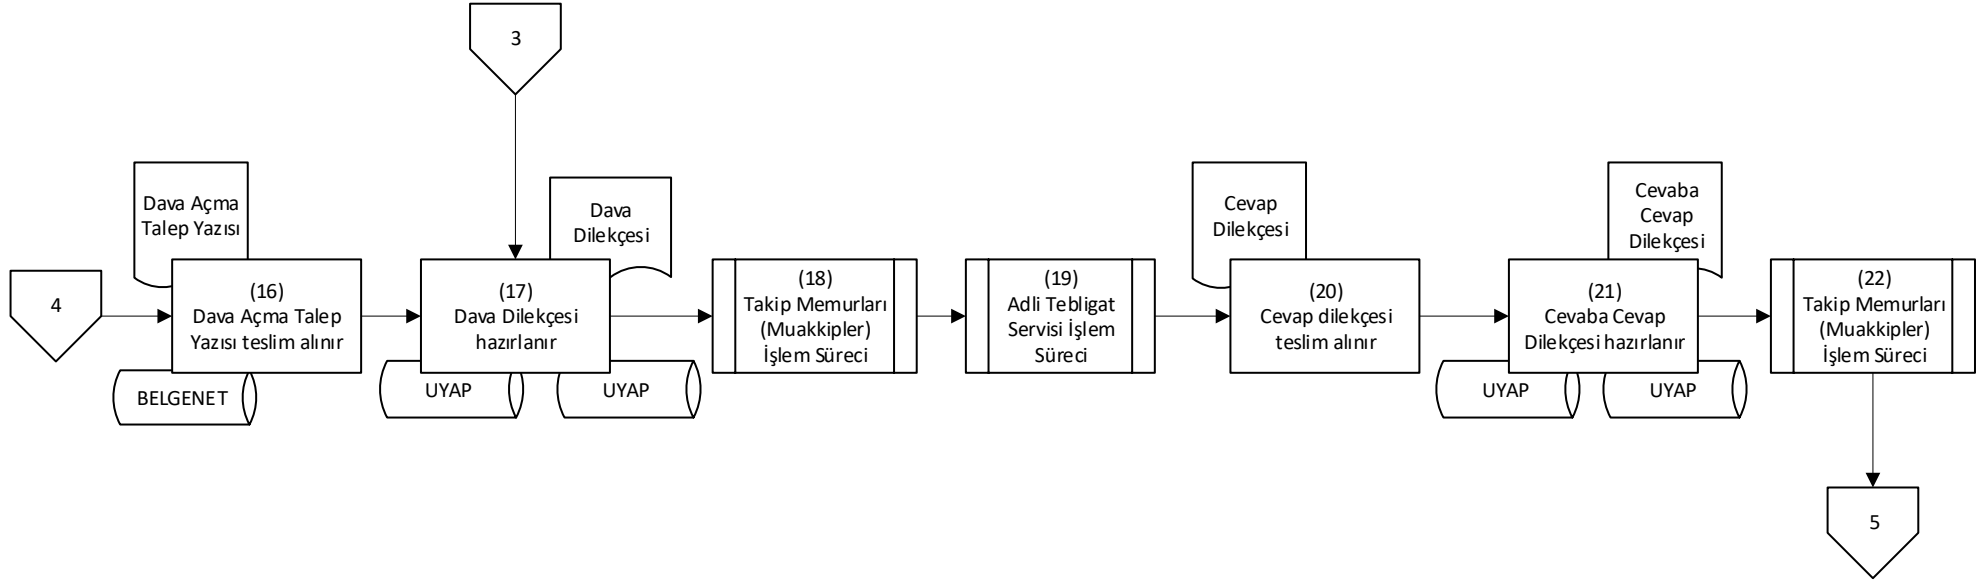 3
Dava Açma
Talep Yazısı
Dava
Dilekçesi
Cevap
Dilekçesi
Cevaba
Cevap
Dilekçesi
4
(16)
Dava Açma Talep
Yazısı teslim alınır
BELGENET
(17)
Dava Dilekçesi
hazırlanır
UYAP
UYAP
(18)
Takip Memurları
(Muakkipler)
İşlem Süreci
(19)
Adli Tebligat
Servisi İşlem
Süreci
(20)
Cevap dilekçesi
teslim alınır
(21)
Cevaba Cevap
Dilekçesi hazırlanır
UYAP
UYAP
(22)
Takip Memurları
(Muakkipler)
İşlem Süreci
5